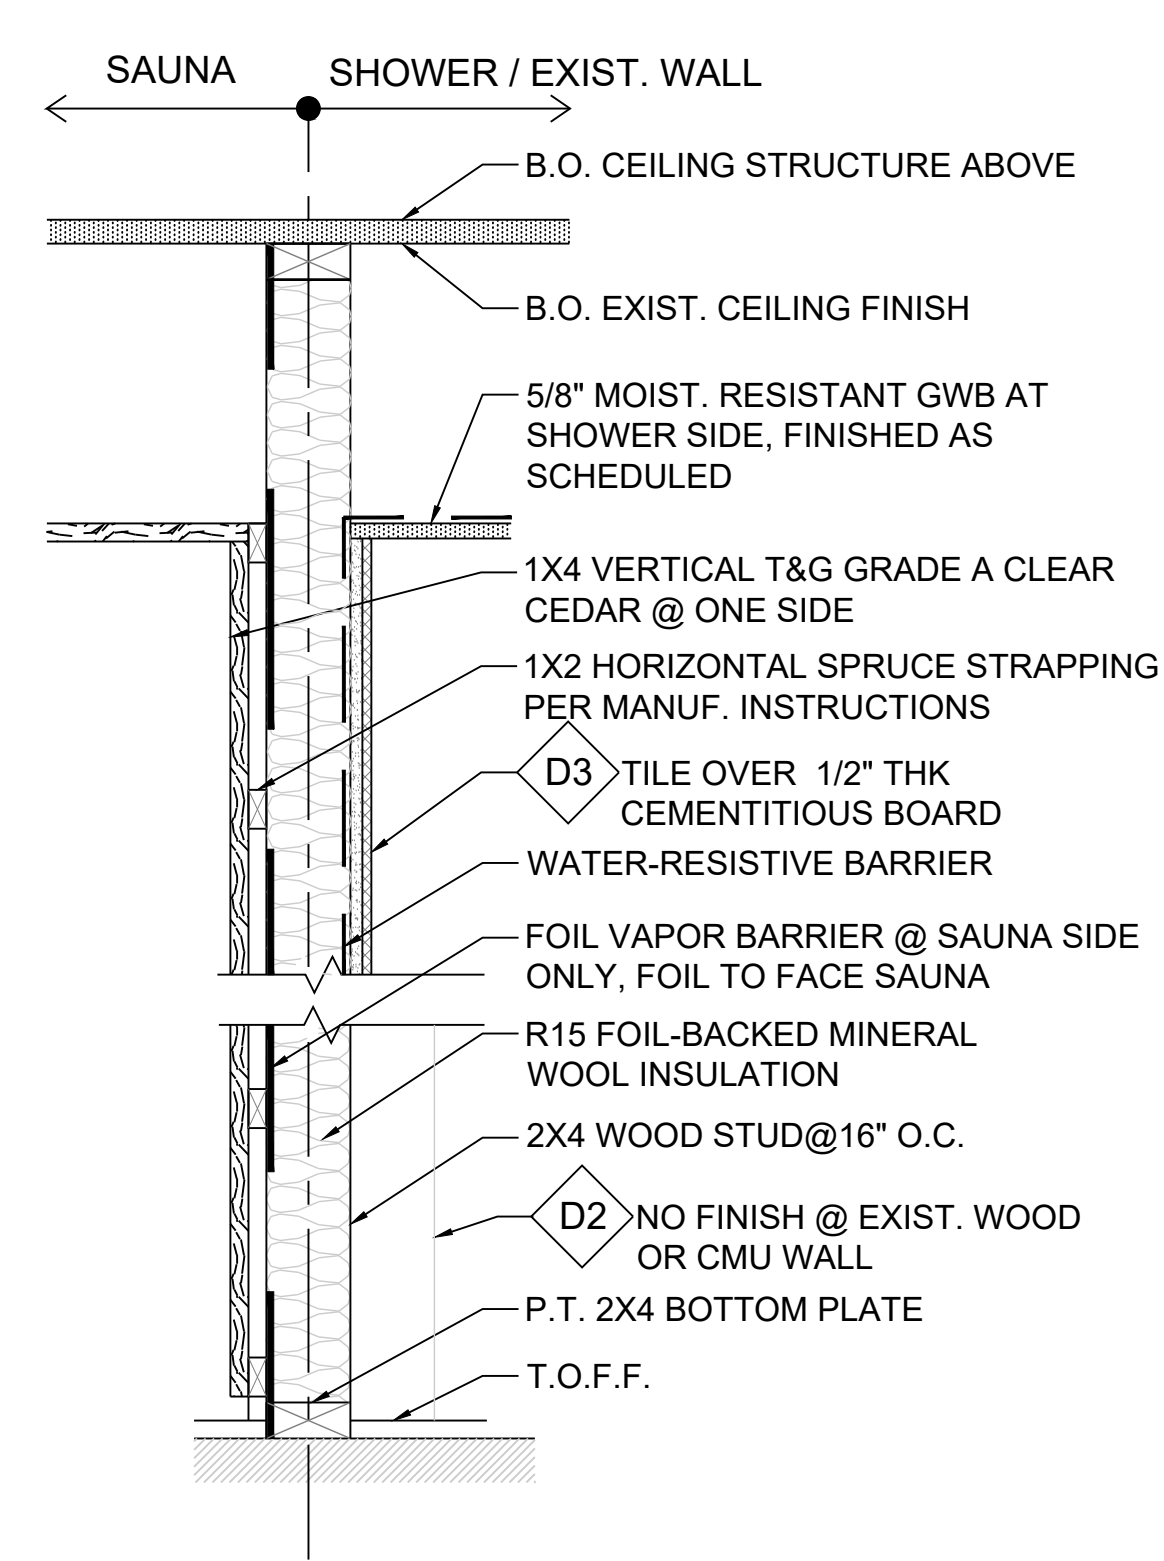 SAUNA
SHOWER / EXIST. WALL
B.O. CEILING STRUCTURE ABOVE
B.O. EXIST. CEILING FINISH
5/8" MOIST. RESISTANT GWB AT
SHOWER SIDE, FINISHED AS
SCHEDULED
1X4 VERTICAL T&G GRADE A CLEAR
CEDAR @ ONE SIDE
1X2 HORIZONTAL SPRUCE STRAPPING
PER MANUF. INSTRUCTIONS
D3
TILE OVER 1/2" THK
CEMENTITIOUS BOARD
WATER-RESISTIVE BARRIER
FOIL VAPOR BARRIER @ SAUNA SIDE
ONLY, FOIL TO FACE SAUNA
R15 FOIL-BACKED MINERAL
WOOL INSULATION
2X4 WOOD STUD@16" O.C.
D2
NO FINISH @ EXIST. WOOD
OR CMU WALL
P.T. 2X4 BOTTOM PLATE
T.O.F.F.